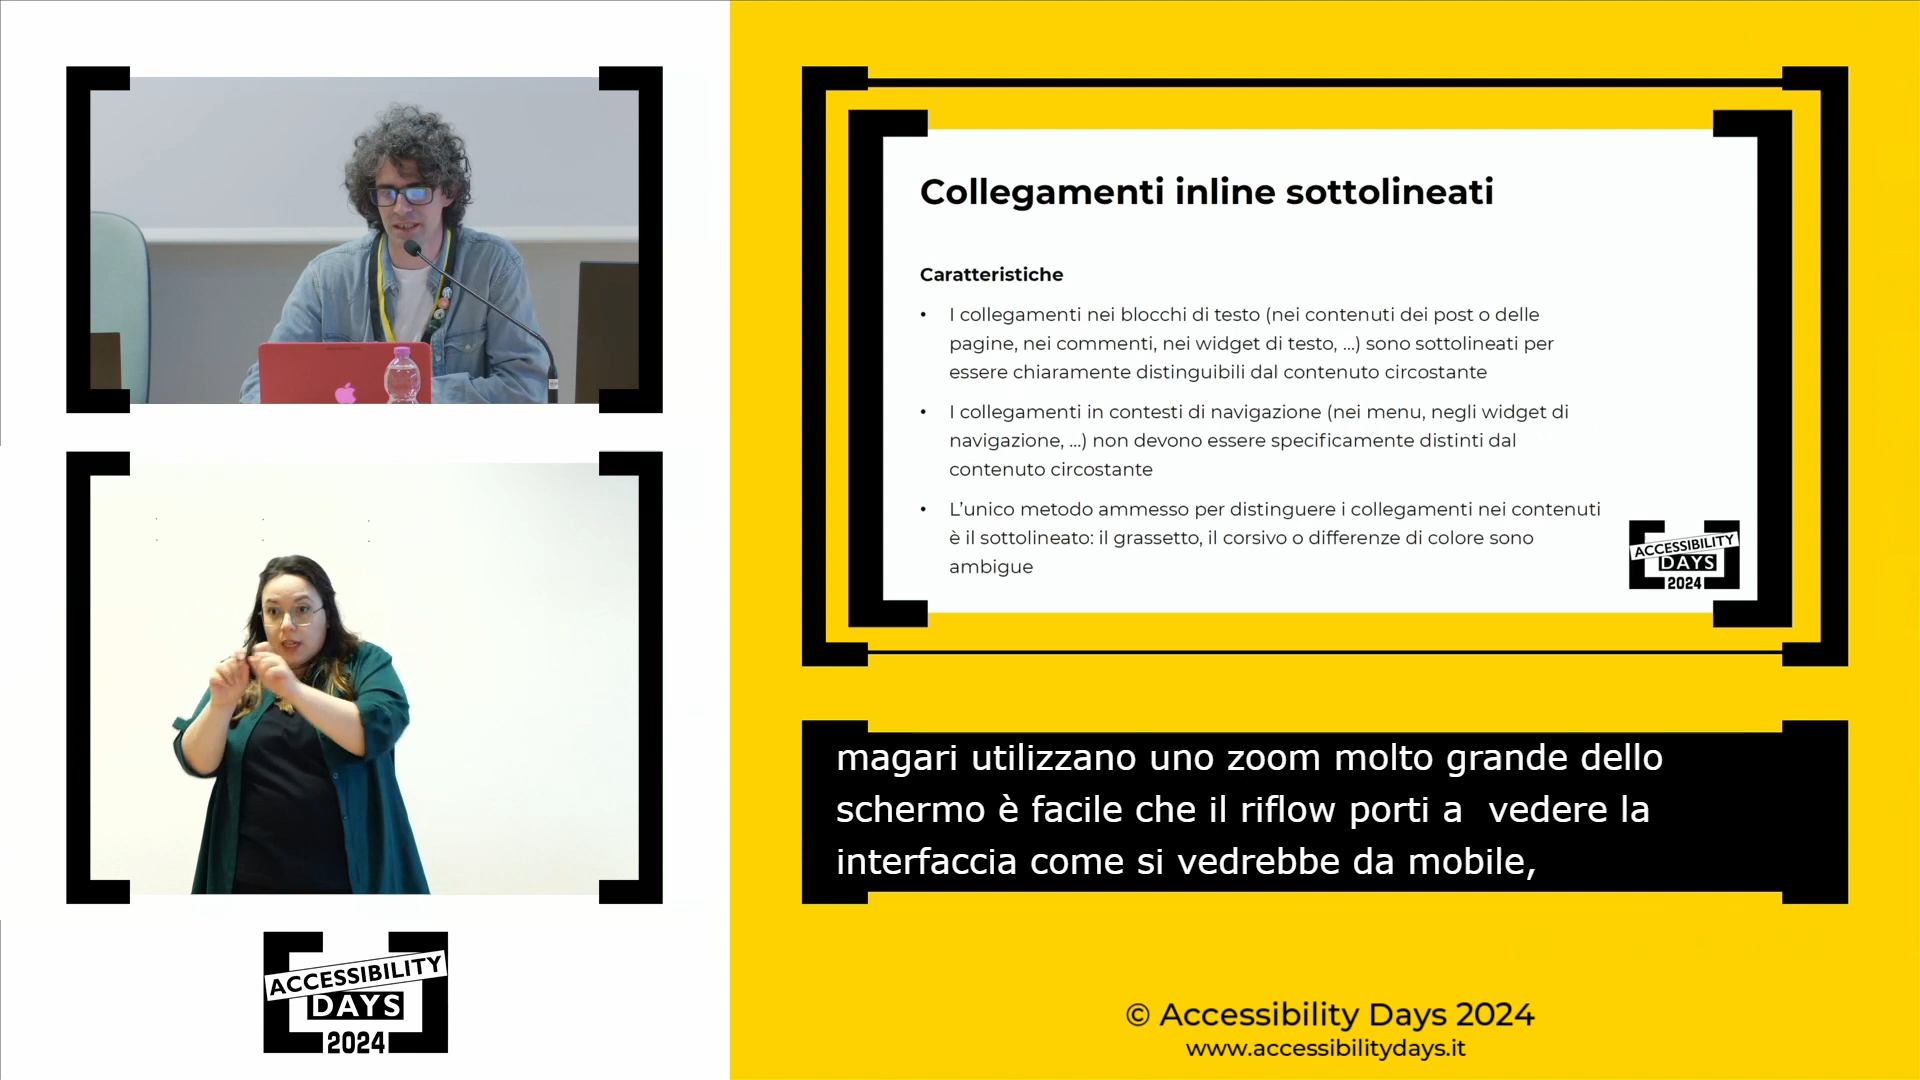 Collegamenti inline sottolineati
Caratteristiche
• I collegamenti nei blocchi di testo (nei contenuti dei post o delle
pagine, nei commenti, nei widget di testo, ...) sono sottolineati per
essere chiaramente distinguibili dal contenuto circostante
• I collegamenti in contesti di navigazione (nei menu, negli widget di
navigazione, ...) non devono essere specificamente distinti dal
contenuto circostante
• L’unico metodo ammesso per distinguere i collegamenti nei contenuti
è il sottolineato: il grassetto, il corsivo o differenze di colore sono
ambigue
ACCESSIBILITY
DAYS
2024
magari utilizzano uno zoom molto grande dello
schermo è facile che il riflow porti a  vedere la
interfaccia come si vedrebbe da mobile,
ACCESSIBILITY
DAYS
2024
© Accessibility Days 2024
www.accessibilitydays.it